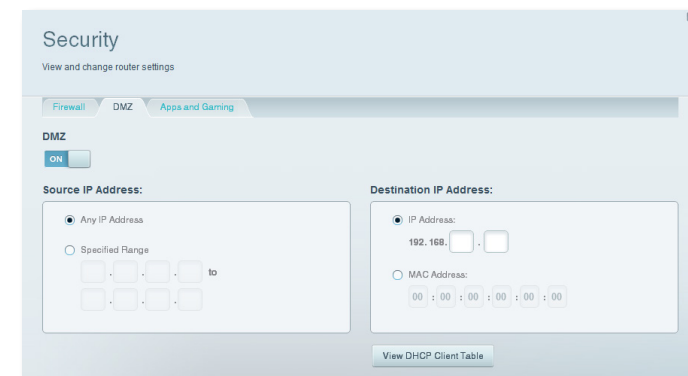 Security
View and change router settings
Firewall DMZ Apps and Gaming
DMZ
ON
Source IP Address: Destination IP Address:
Any IP Address
Specified Range
. . . to
. . .
IP Address:
192.168. .
MAC Address:
00 : 00 : 00 : 00 : 00 : 00
View DHCP Client Table